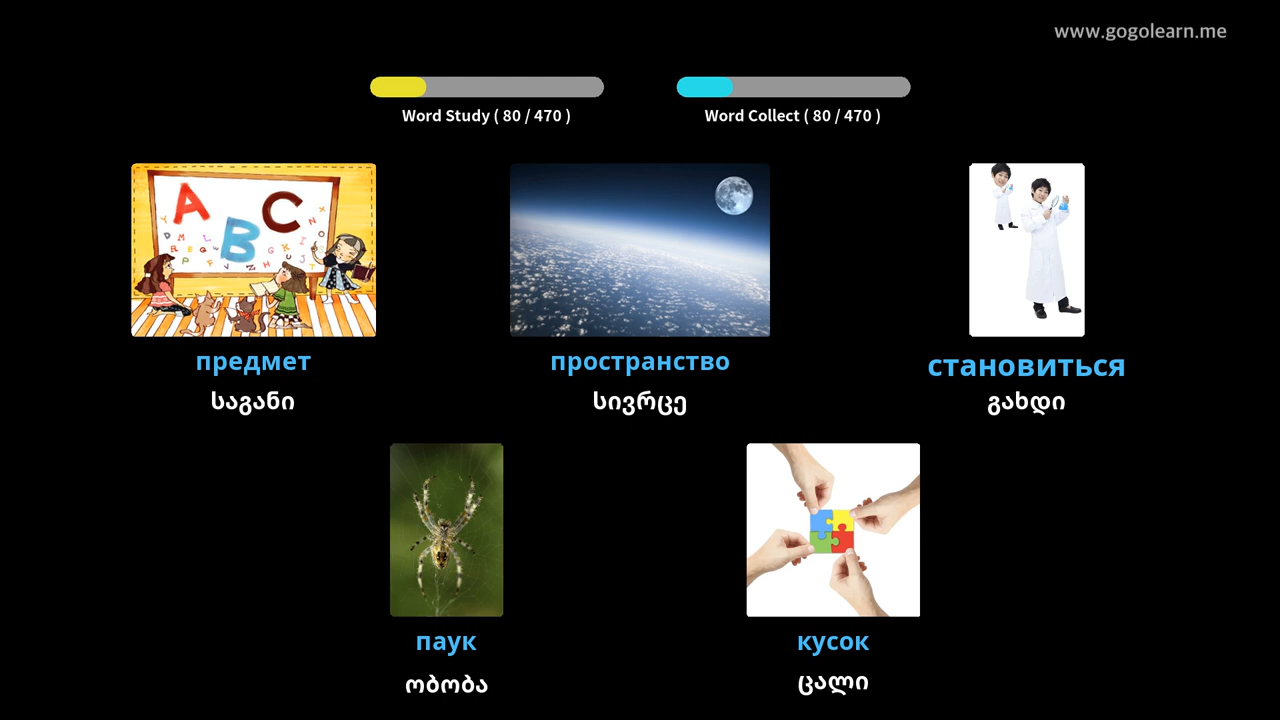 www.gogolearn.me
Word Study ( 80 / 470 )
Word Collect ( 80 / 470 )
A
B
C
предмет
საგანი
пространство
სივრცე
становиться
გახდი
паук
ობობა
кусок
ცალი